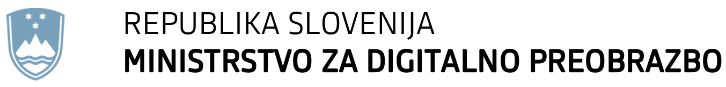 REPUBLIKA SLOVENIJA
MINISTRSTVO ZA DIGITALNO PREOBRAZBO